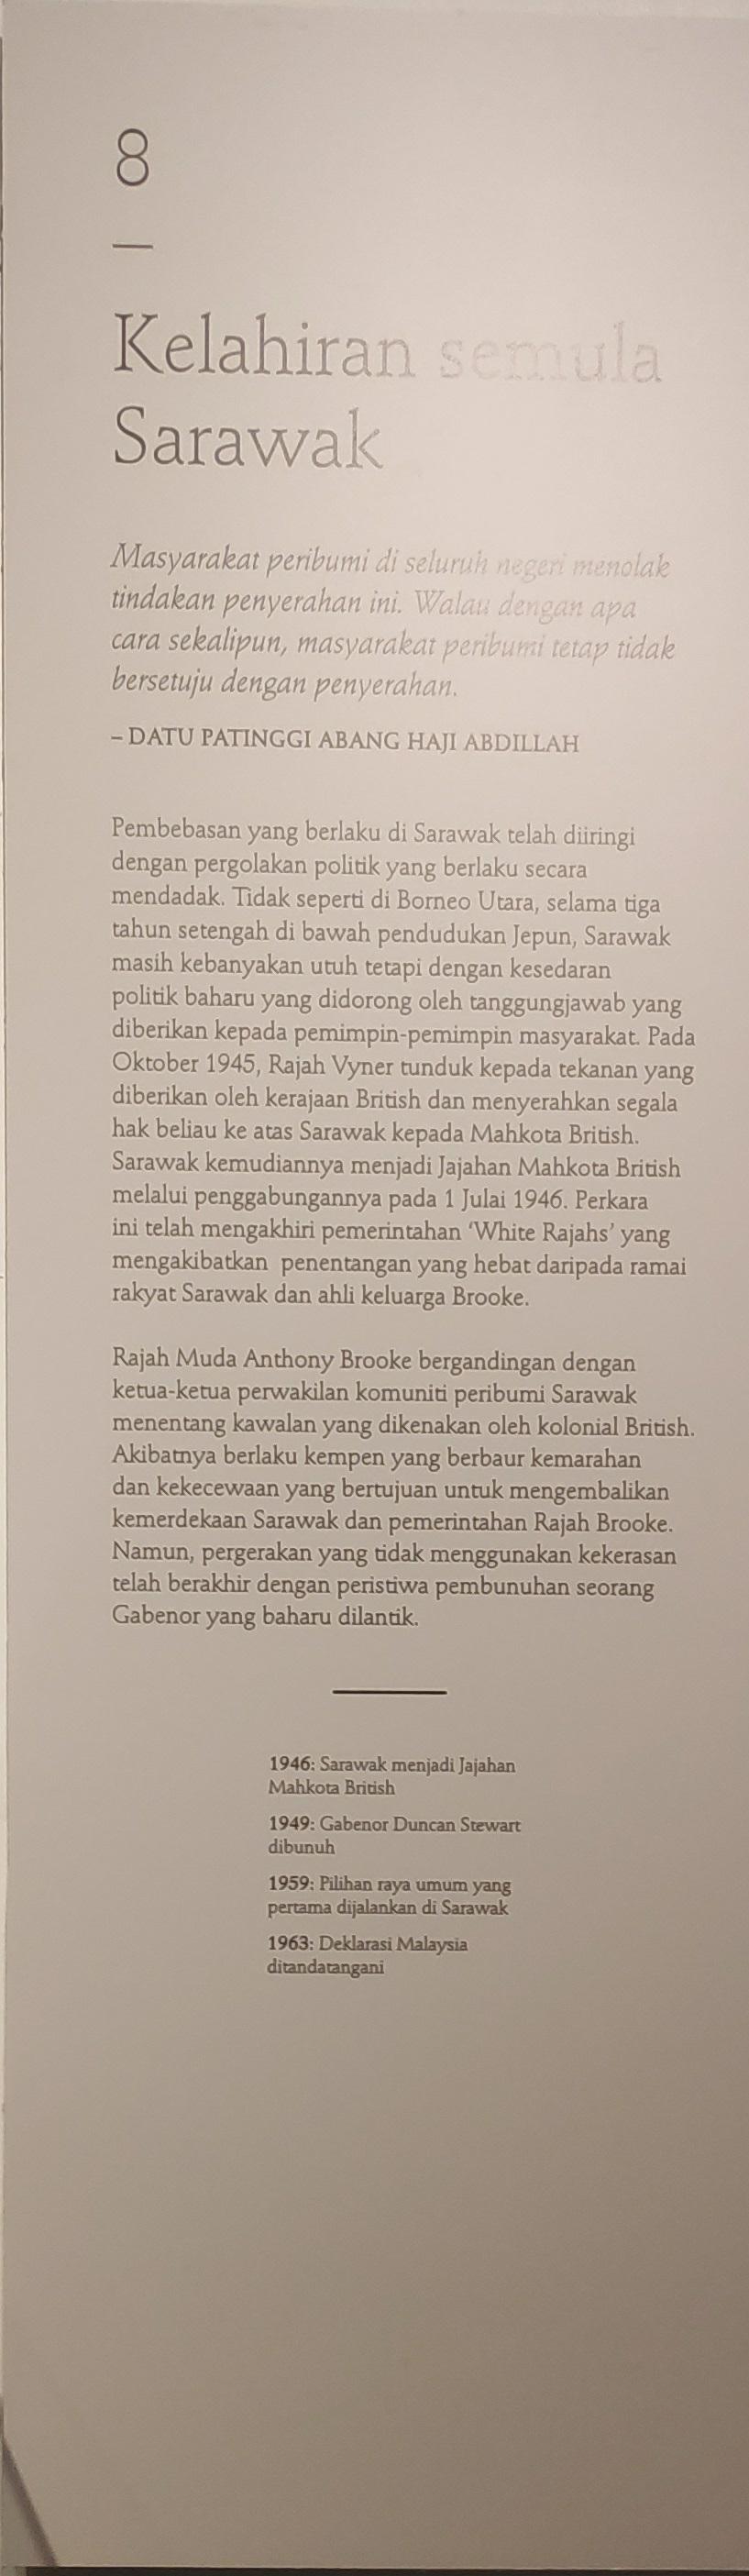 8
Kelahiran semula
Sarawak
Masyarakat peribumi di seluruh negeri menolak
tindakan penyerahan ini. Walau dengan apa
cara sekalipun, masyarakat peribumi tetap tidak
bersetuju dengan penyerahan.
– DATU PATINGGI ABANG HAJI ABDILLAH
Pembebasan yang berlaku di Sarawak telah diiringi
dengan pergolakan politik yang berlaku secara
mendadak. Tidak seperti di Borneo Utara, selama tiga
tahun setengah di bawah pendudukan Jepun, Sarawak
masih kebanyakan utuh tetapi dengan kesedaran
politik baharu yang didorong oleh tanggungjawab yang
diberikan kepada pemimpin-pemimpin masyarakat. Pada
Oktober 1945, Rajah Vyner tunduk kepada tekanan yang
diberikan oleh kerajaan British dan menyerahkan segala
hak beliau ke atas Sarawak kepada Mahkota British.
Sarawak kemudiannya menjadi Jajahan Mahkota British
melalui penggabungannya pada 1 Julai 1946. Perkara
ini telah mengakhiri pemerintahan ‘White Rajahs’ yang
mengakibatkan penentangan yang hebat daripada ramai
rakyat Sarawak dan ahli keluarga Brooke.
Rajah Muda Anthony Brooke bergandingan dengan
ketua-ketua perwakilan komuniti peribumi Sarawak
menentang kawalan yang dikenakan oleh kolonial British.
Akibatnya berlaku kempen yang berbaur kemarahan
dan kekecewaan yang bertujuan untuk mengembalikan
kemerdekaan Sarawak dan pemerintahan Rajah Brooke.
Namun, pergerakan yang tidak menggunakan kekerasan
telah berakhir dengan peristiwa pembunuhan seorang
Gabenor yang baharu dilantik.
1946: Sarawak menjadi Jajahan
Mahkota British
1949: Gabenor Duncan Stewart
dibunuh
1959: Pilihan raya umum yang
pertama dijalankan di Sarawak
1963: Deklarasi Malaysia
ditandatangani